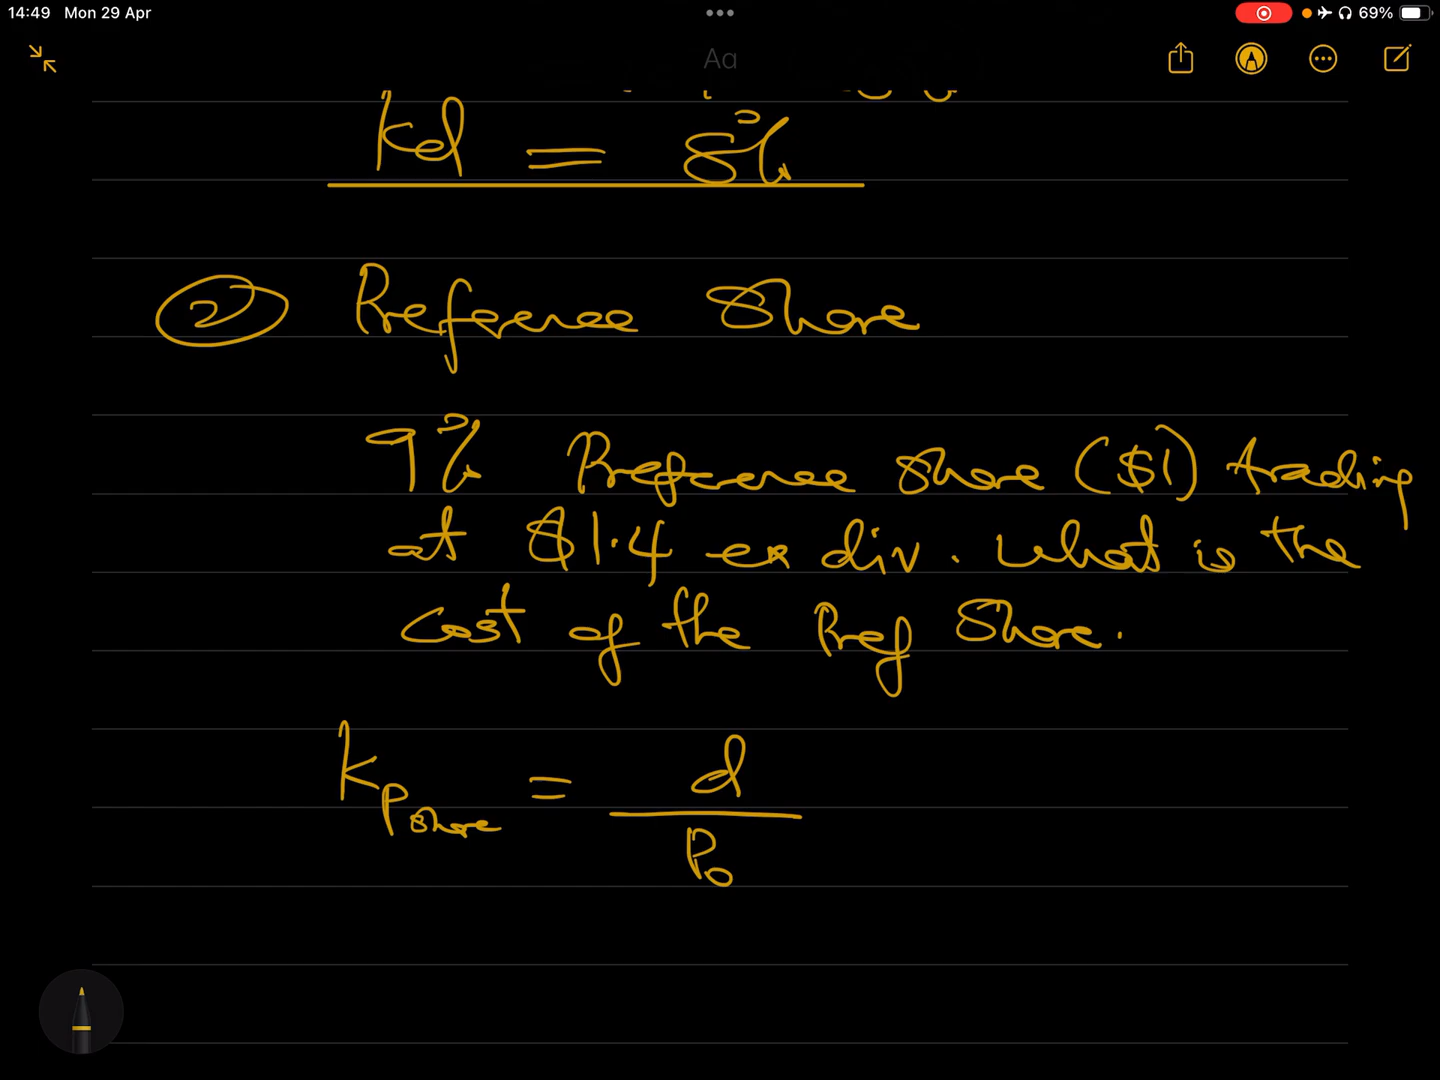 14:49 Mon 29 Apr
69%
Aa
kd = 8%
② Preference Share
9% Preference Share ($1) trading
at $1.4 ex div. What is the
Cost of the Pref Share.
kp share = d
P0